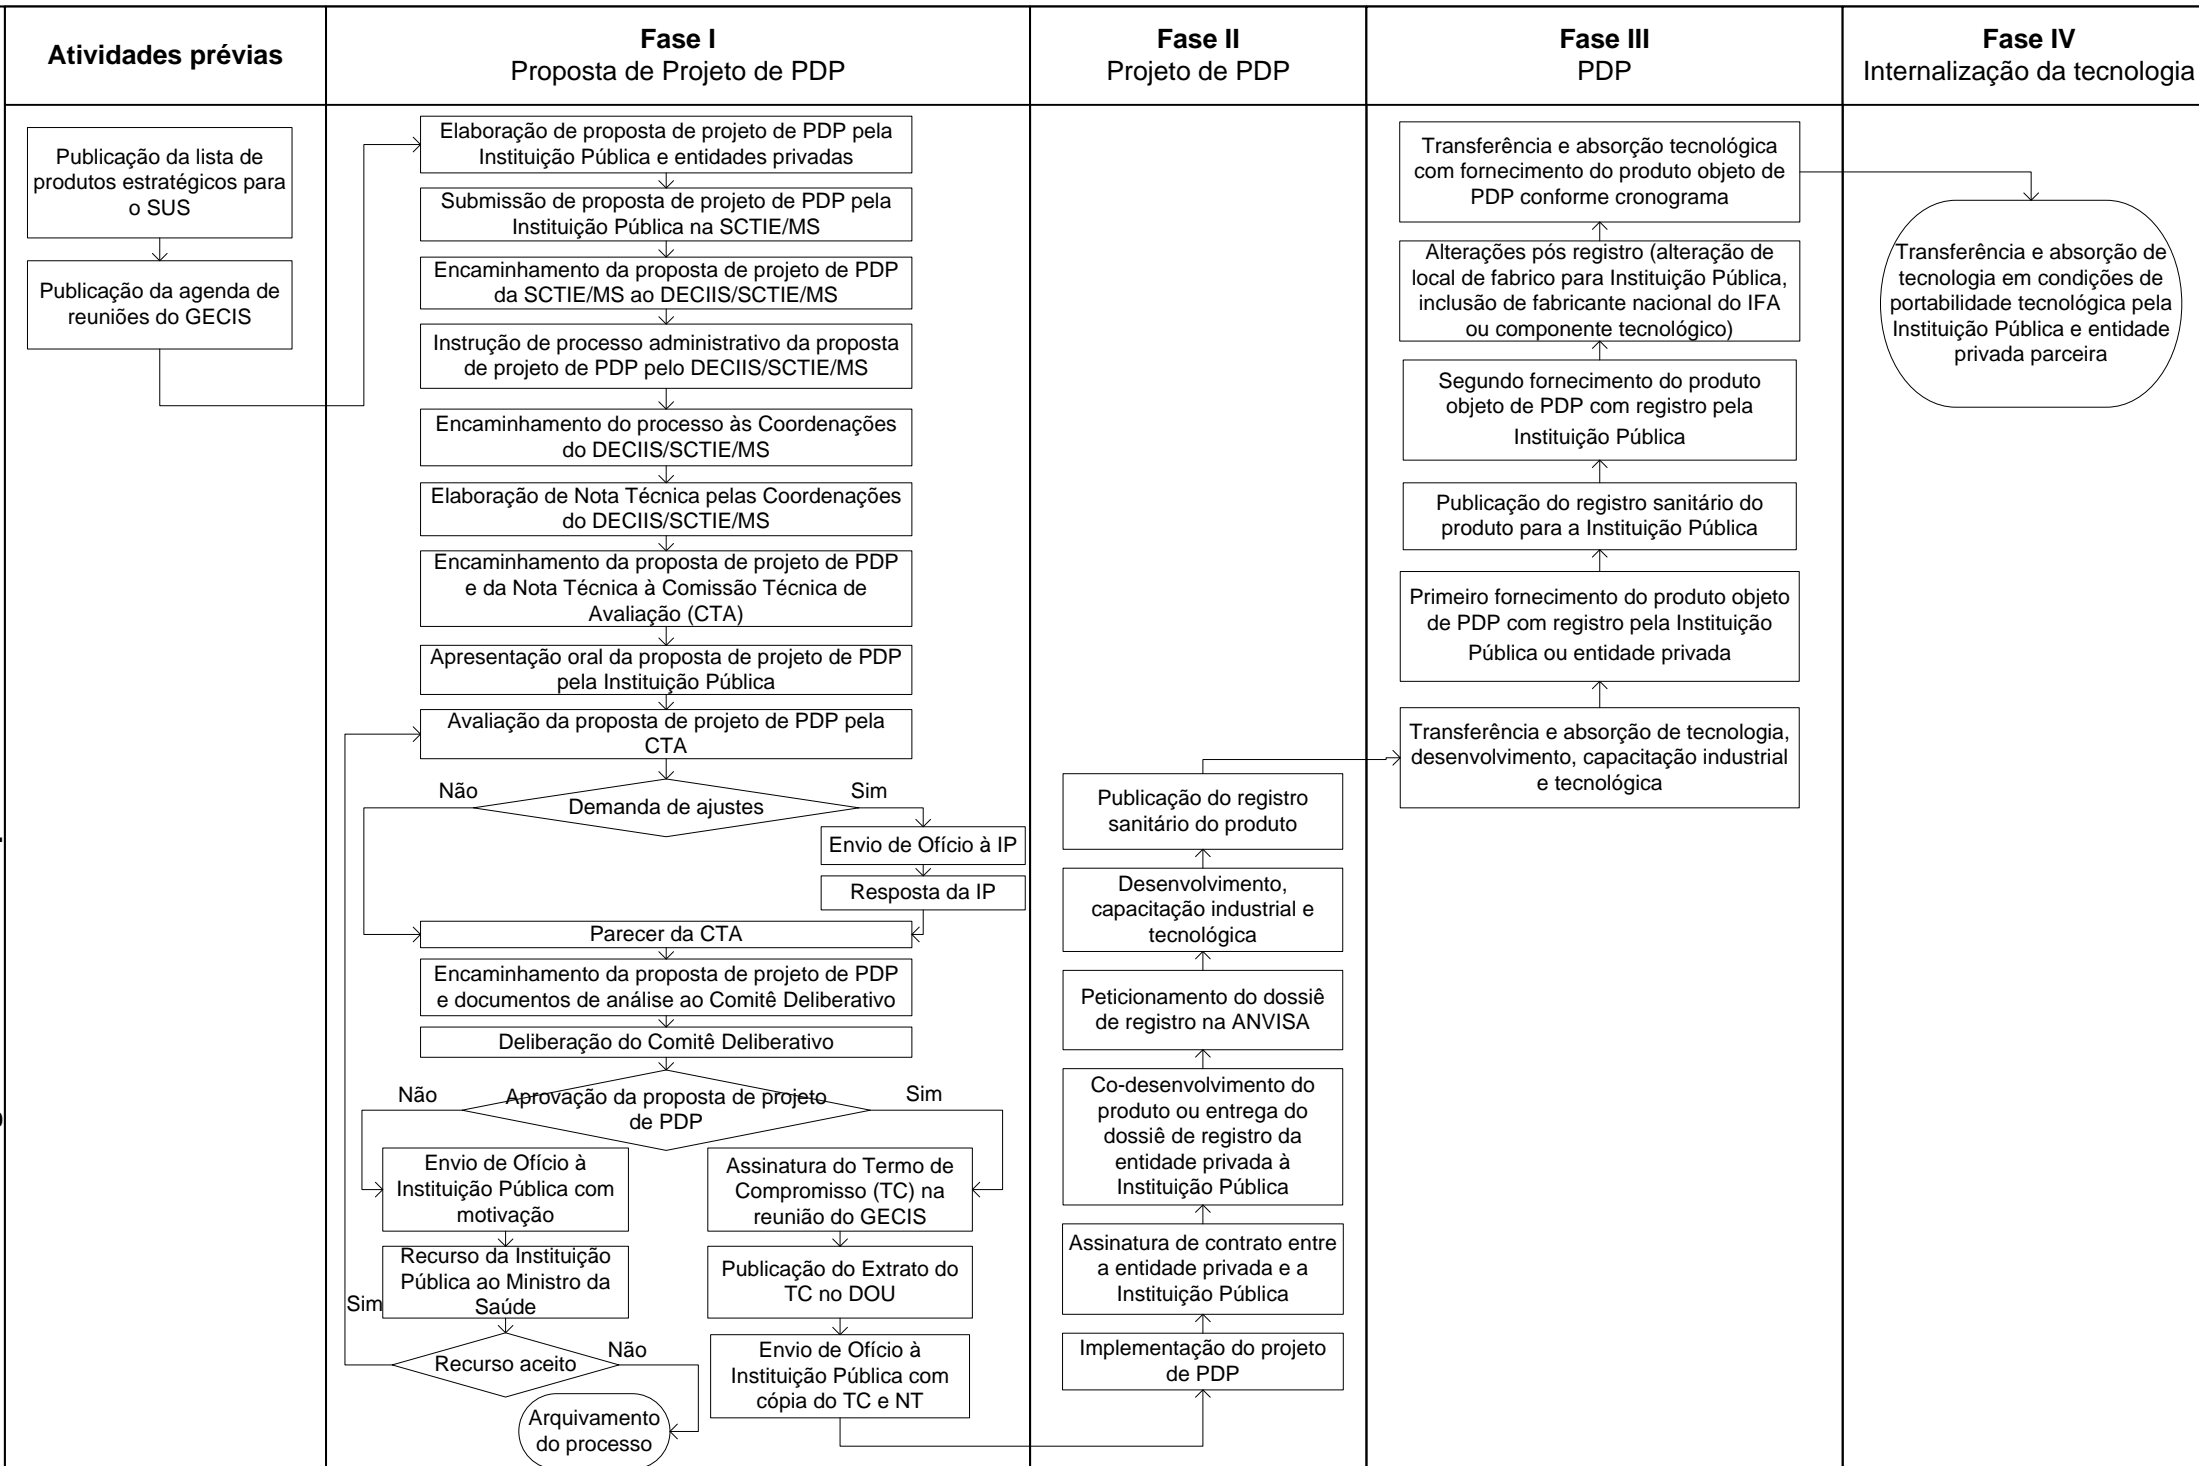 Atividades prévias
Fase I
Proposta de Projeto de PDP
Fase II
Projeto de PDP
Fase III
PDP
Fase IV
Internalização da tecnologia
Publicação da lista de
produtos estratégicos para
o SUS
Publicação da agenda de
reuniões do GECIS
Elaboração de proposta de projeto de PDP pela
Instituição Pública e entidades privadas
Submissão de proposta de projeto de PDP pela
Instituição Pública na SCTIE/MS
Encaminhamento da proposta de projeto de PDP
da SCTIE/MS ao DECIIS/SCTIE/MS
Instrução de processo administrativo da proposta
de projeto de PDP pelo DECIIS/SCTIE/MS
Encaminhamento do processo às Coordenações
do DECIIS/SCTIE/MS
Elaboração de Nota Técnica pelas Coordenações
do DECIIS/SCTIE/MS
Encaminhamento da proposta de projeto de PDP
e da Nota Técnica à Comissão Técnica de
Avaliação (CTA)
Apresentação oral da proposta de projeto de PDP
pela Instituição Pública
Avaliação da proposta de projeto de PDP pela
CTA
Não
Demanda de ajustes
Sim
Envio de Ofício à IP
Resposta da IP
Parecer da CTA
Encaminhamento da proposta de projeto de PDP
e documentos de análise ao Comitê Deliberativo
Deliberação do Comitê Deliberativo
Não
Aprovação da proposta de projeto
de PDP
Sim
Envio de Ofício à
Instituição Pública com
motivação
Recurso da Instituição
Pública ao Ministro da
Saúde
Sim
Recurso aceito
Não
Arquivamento
do processo
Assinatura do Termo de
Compromisso (TC) na
reunião do GECIS
Publicação do Extrato do
TC no DOU
Envio de Ofício à
Instituição Pública com
cópia do TC e NT
Publicação do registro
sanitário do produto
Desenvolvimento,
capacitação industrial e
tecnológica
Peticionamento do dossiê
de registro na ANVISA
Co-desenvolvimento do
produto ou entrega do
dossiê de registro da
entidade privada à
Instituição Pública
Assinatura de contrato entre
a entidade privada e a
Instituição Pública
Implementação do projeto
de PDP
Transferência e absorção tecnológica
com fornecimento do produto objeto de
PDP conforme cronograma
Alterações pós registro (alteração de
local de fabrico para Instituição Pública,
inclusão de fabricante nacional do IFA
ou componente tecnológico)
Segundo fornecimento do produto
objeto de PDP com registro pela
Instituição Pública
Publicação do registro sanitário do
produto para a Instituição Pública
Primeiro fornecimento do produto objeto
de PDP com registro pela Instituição
Pública ou entidade privada
Transferência e absorção de tecnologia,
desenvolvimento, capacitação industrial
e tecnológica
Transferência e absorção de
tecnologia em condições de
portabilidade tecnológica pela
Instituição Pública e entidade
privada parceira